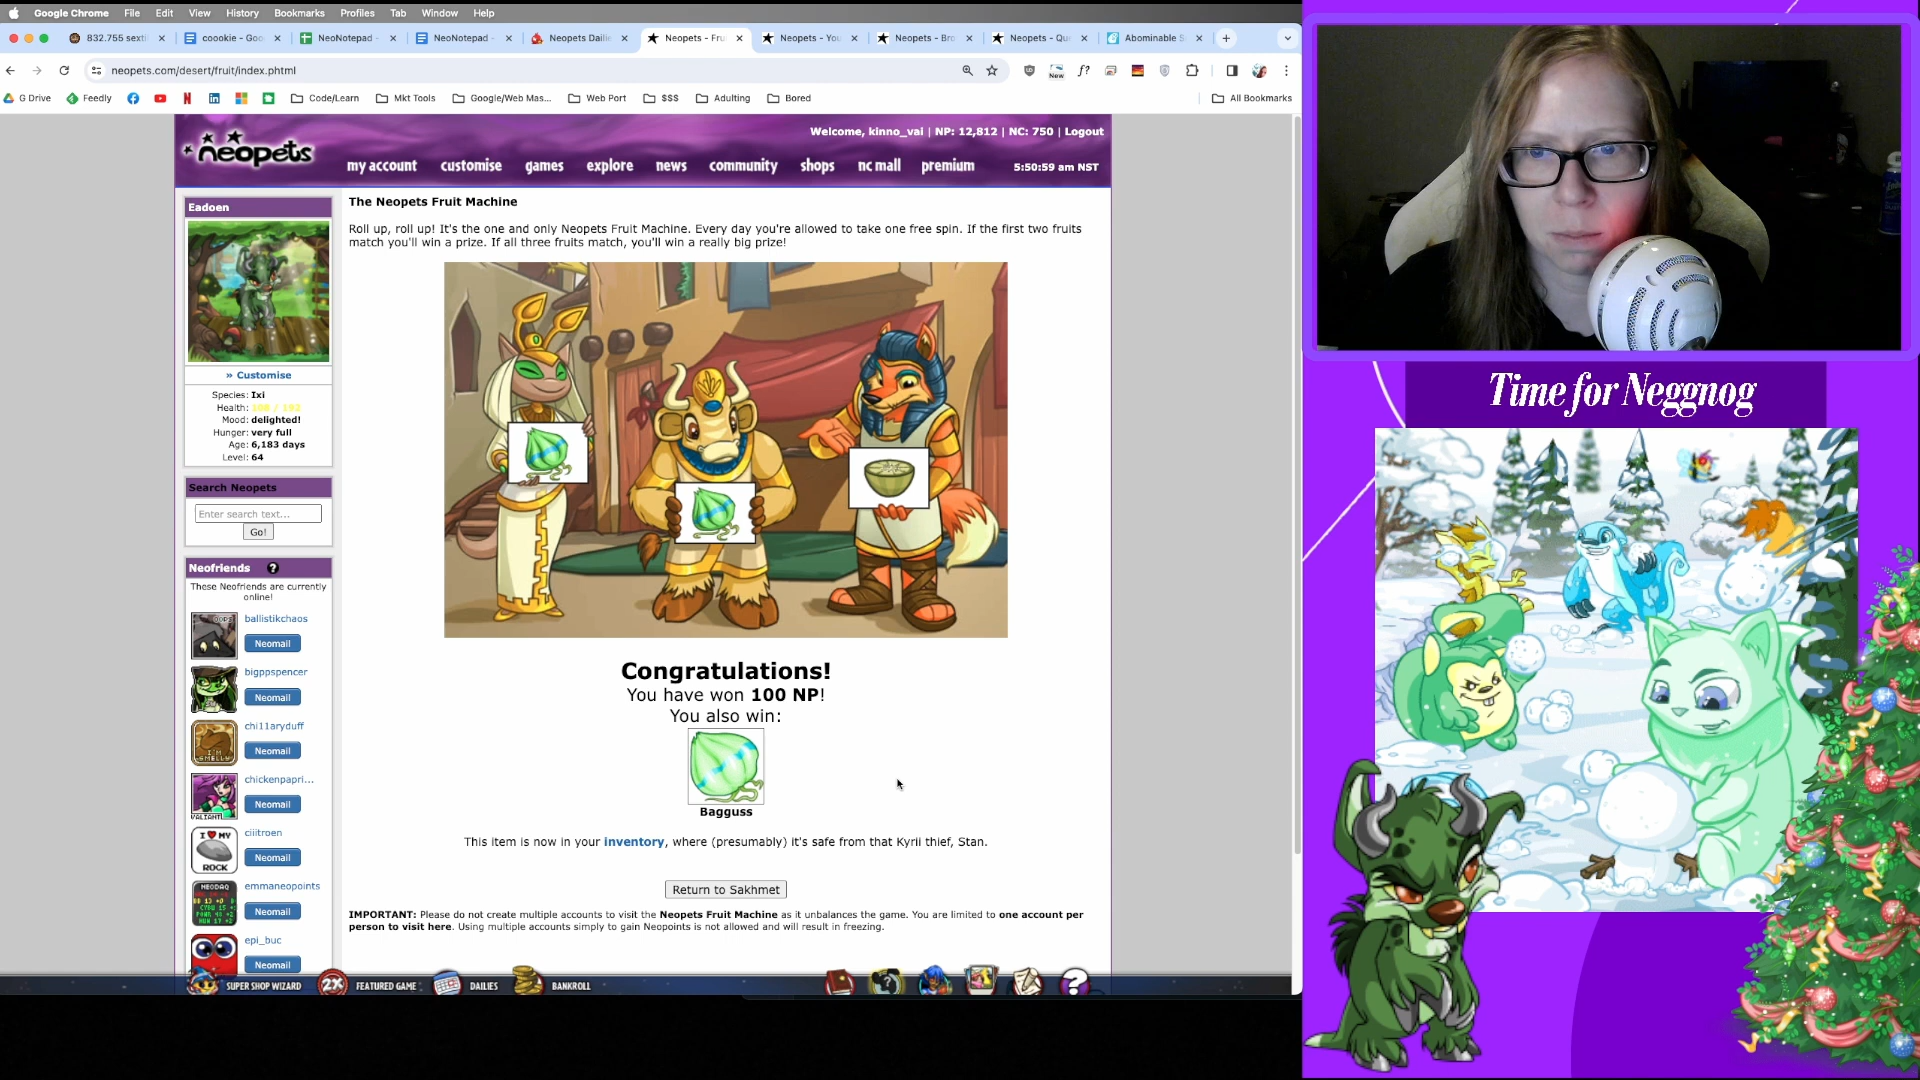 Google Chrome File Edit View History Bookmarks Profiles Tab Window Help
832.755 sexti
coookie - Goo
NeoNotepad -
NeoNotepad -
Neopets Dailie
Neopets - Fru
Neopets - You
Neopets - Bro
Neopets - Que
Abominable S
neopets.com/desert/fruit/index.phtml
New
f?
G Drive Feedly Code/Learn Mkt Tools Google/Web Mas... Web Port $$$ Adulting Bored All Bookmarks
neopets
Welcome, kinno_val | NP: 12,812 | NC: 750 | Logout
my account customise games explore news community shops nc mall premium
5:50:59 am NST
Eadoen
» Customise
Species: Ixi
Health:
Mood: delighted!
Hunger: very full
Age: 6,183 days
Level: 64
Search Neopets
Enter search text...
Go!
Neofriends ?
These Neofriends are currently
online!
ballistikchaos
Neomail
bigppspencer
Neomail
chi11aryduff
I'M
SMELLY
Neomail
chickenpapri...
VALIANT
Neomail
ciiitroen
I MY
ROCK
Neomail
emmaneopoints
NEODAQ
Neomail
epi_buc
Neomail
The Neopets Fruit Machine
Roll up, roll up! It's the one and only Neopets Fruit Machine. Every day you're allowed to take one free spin. If the first two fruits
match you'll win a prize. If all three fruits match, you'll win a really big prize!
Congratulations!
You have won 100 NP!
You also win:
Bagguss
This item is now in your inventory, where (presumably) it's safe from that Kyrii thief, Stan.
Return to Sakhmet
IMPORTANT: Please do not create multiple accounts to visit the Neopets Fruit Machine as it unbalances the game. You are limited to one account per
person to visit here. Using multiple accounts simply to gain Neopoints is not allowed and will result in freezing.
SUPER SHOP WIZARD
2X
FEATURED GAME
DAILIES
BANKROLL
?
Time for Neggnog